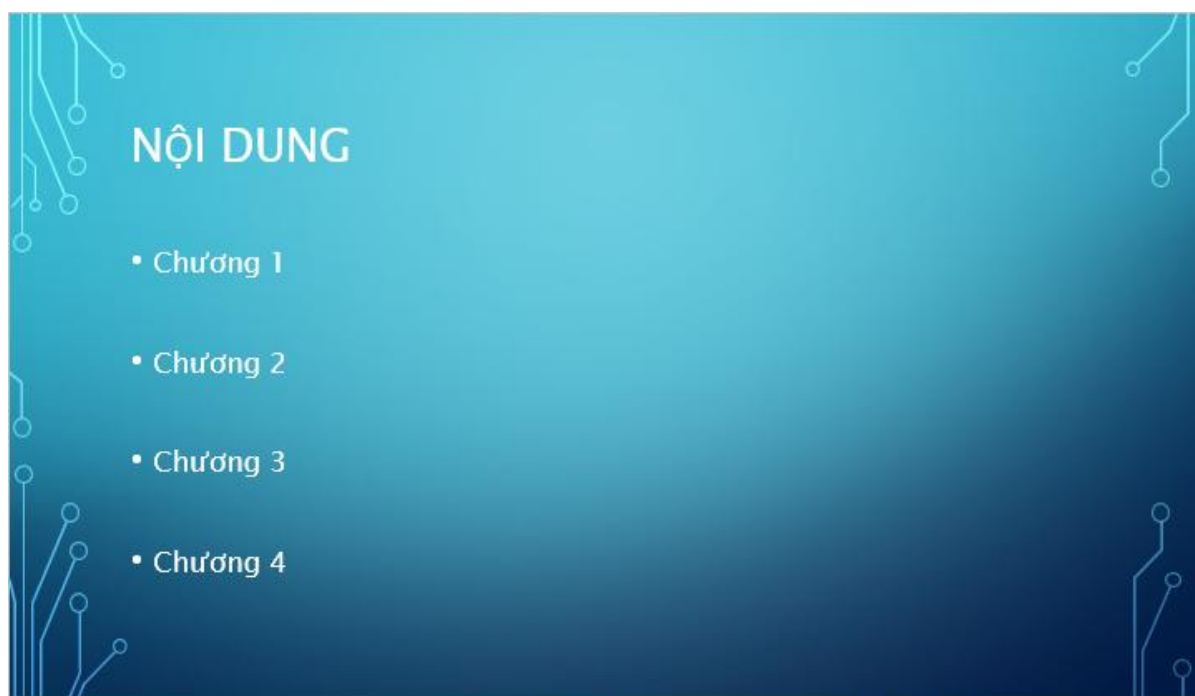 NỘI DUNG
• Chương 1
• Chương 2
• Chương 3
• Chương 4